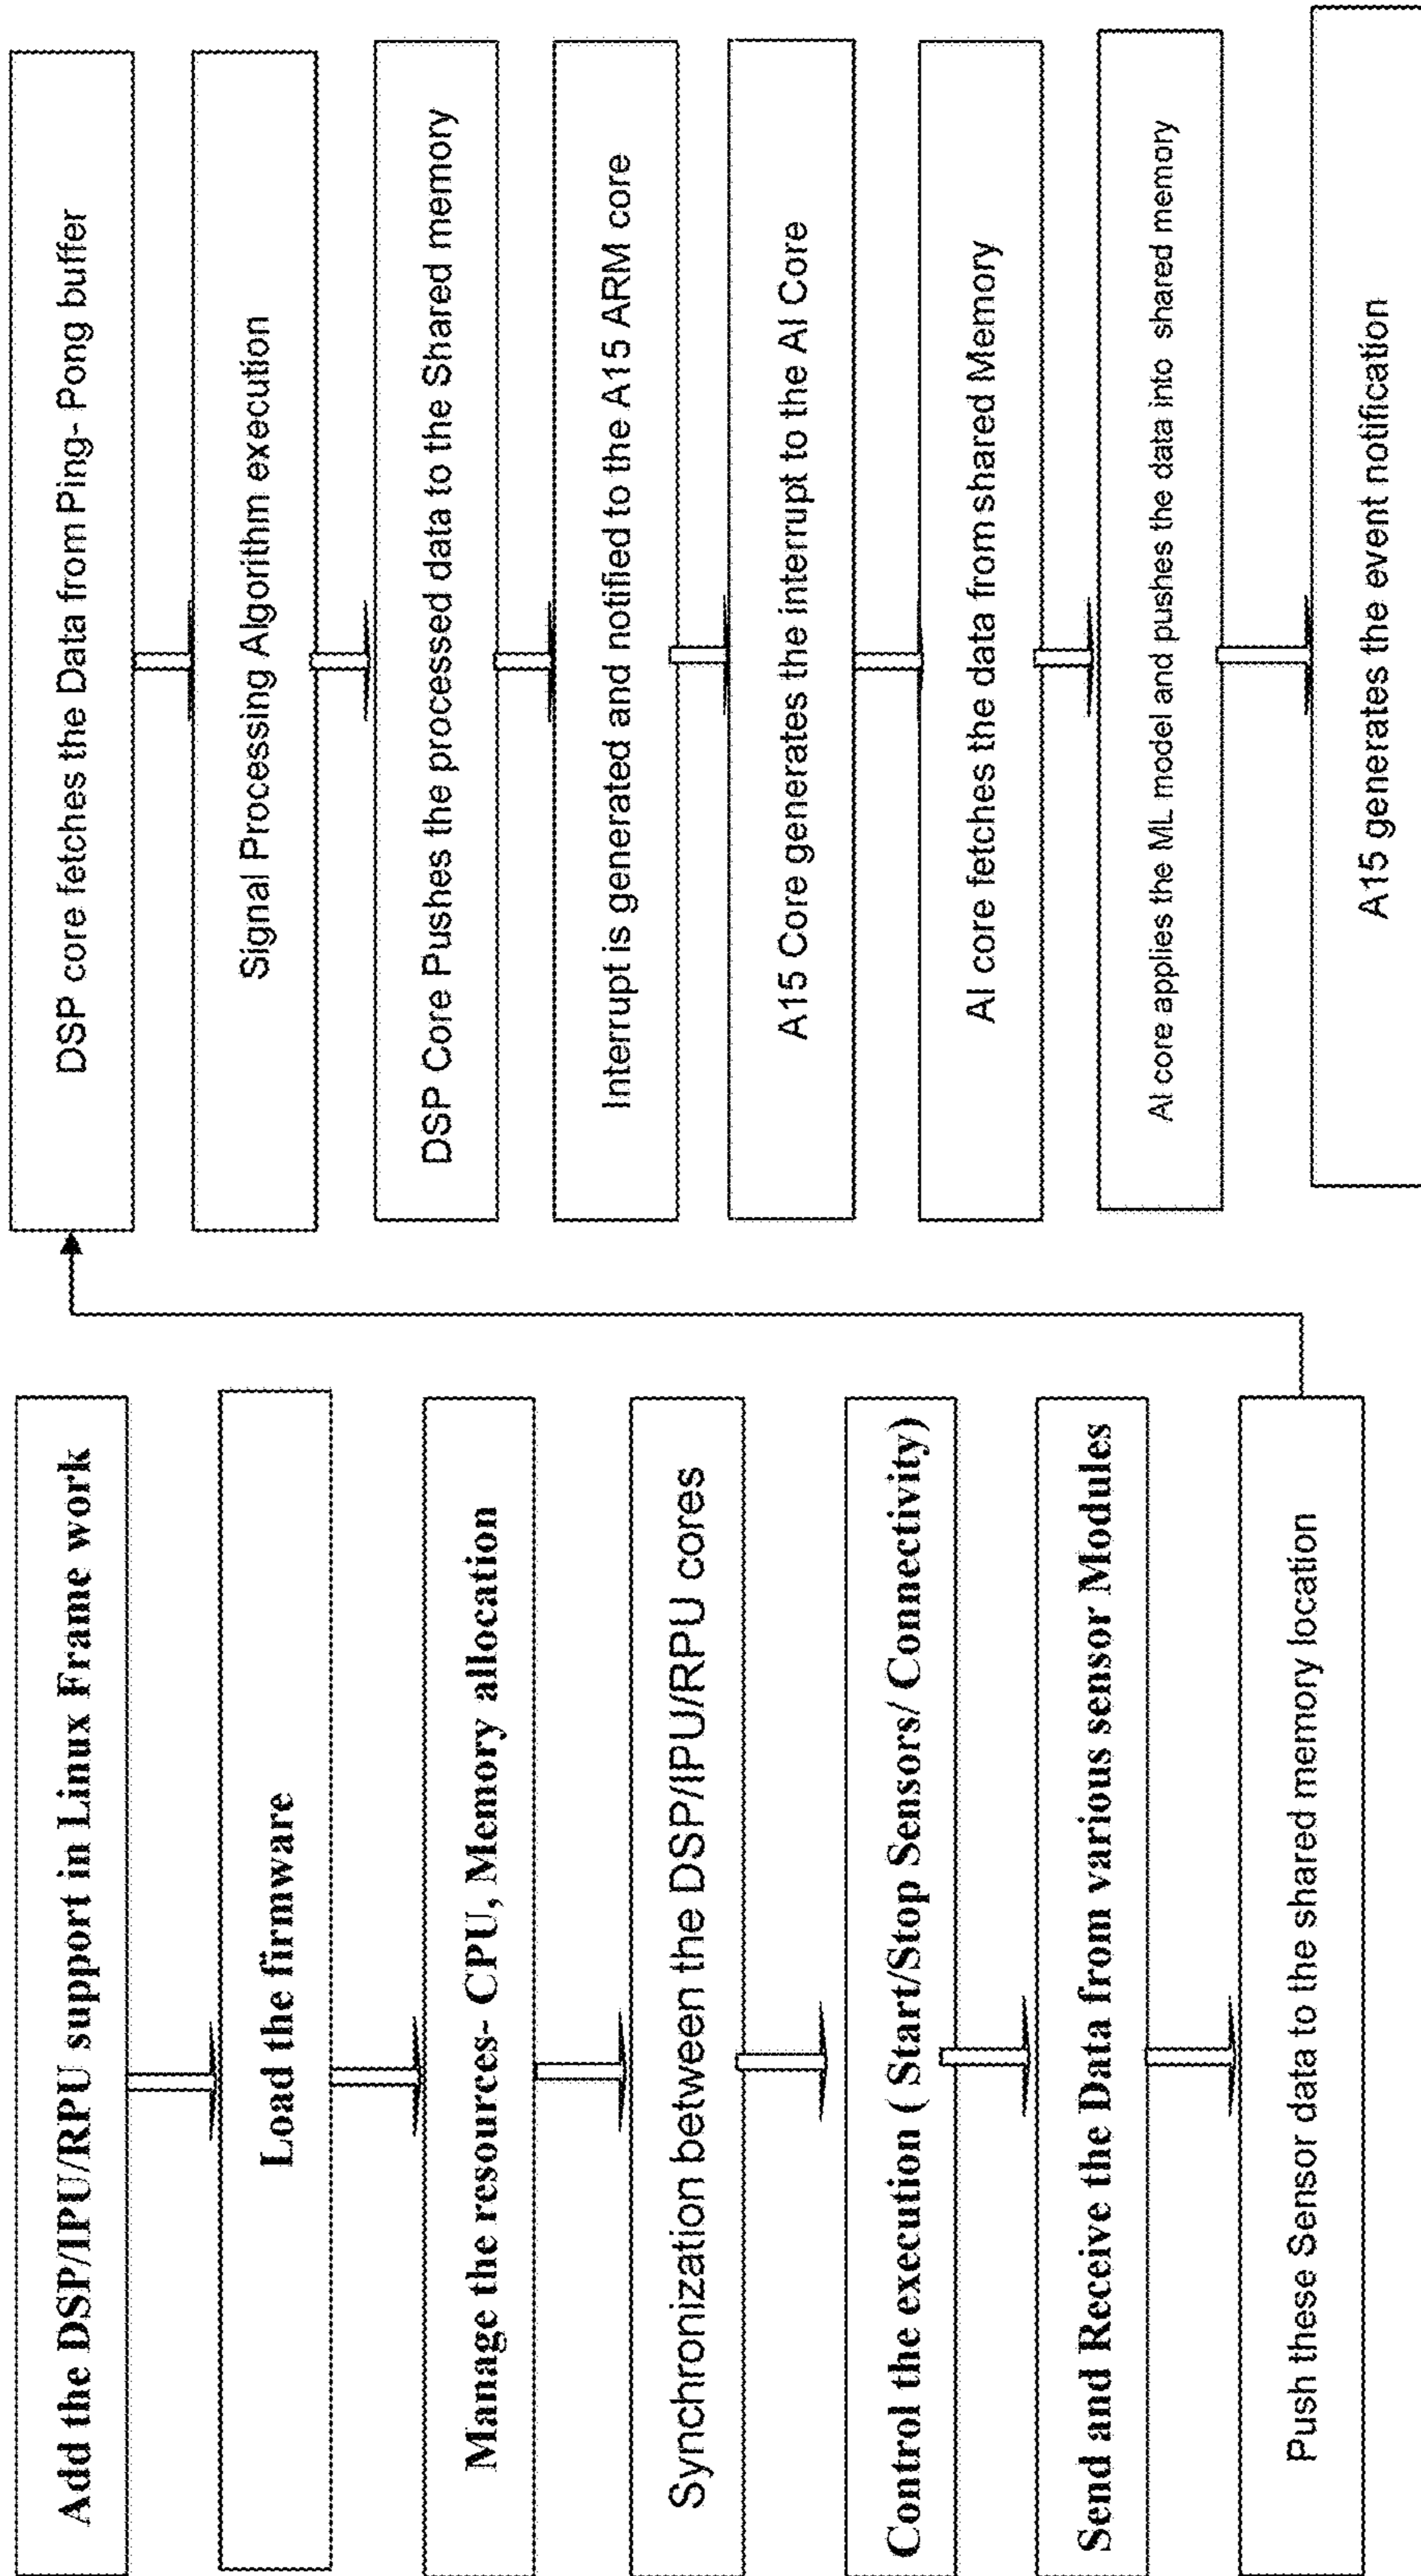 Add the DSP/IPU/RPU support in Linux Frame work
Load the firmware
Manage the resources- CPU, Memory allocation
Synchronization between the DSP/IPU/RPU cores
Control the execution ( Start/Stop Sensors/ Connectivity)
Send and Receive the Data from various sensor Modules
Push these Sensor data to the shared memory location
DSP core fetches the Data from Ping- Pong buffer
Signal Processing Algorithm execution
DSP Core Pushes the processed data to the Shared memory
Interrupt is generated and notified to the A15 ARM core
A15 Core generates the interrupt to the AI Core
AI core fetches the data from shared Memory
AI core applies the ML model and pushes the data into shared memory
A15 generates the event notification